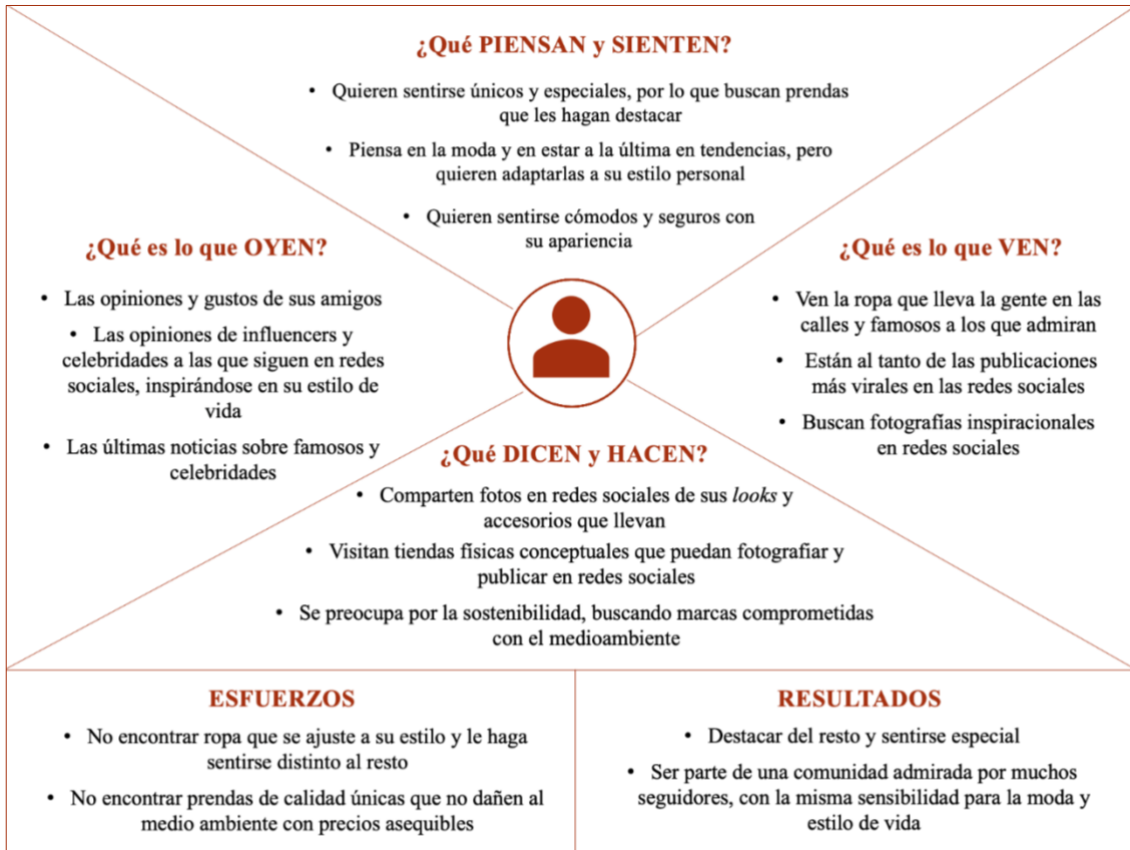 ¿Qué PIENSAN y SIENTEN?
• Quieren sentirse únicos y especiales, por lo que buscan prendas
que les hagan destacar
• Piensa en la moda y en estar a la última en tendencias, pero
quieren adaptarlas a su estilo personal
• Quieren sentirse cómodos y seguros con
su apariencia
¿Qué es lo que OYEN?
• Las opiniones y gustos de sus amigos
• Las opiniones de influencers y
celebridades a las que siguen en redes
sociales, inspirándose en su estilo de
vida
• Las últimas noticias sobre famosos y
celebridades
¿Qué es lo que VEN?
• Ven la ropa que lleva la gente en las
calles y famosos a los que admiran
• Están al tanto de las publicaciones
más virales en las redes sociales
• Buscan fotografías inspiracionales
en redes sociales
¿Qué DICEN y HACEN?
• Comparten fotos en redes sociales de sus looks y
accesorios que llevan
• Visitan tiendas físicas conceptuales que puedan fotografiar y
publicar en redes sociales
• Se preocupa por la sostenibilidad, buscando marcas comprometidas
con el medioambiente
ESFUERZOS
• No encontrar ropa que se ajuste a su estilo y le haga
sentirse distinto al resto
• No encontrar prendas de calidad únicas que no dañen al
medio ambiente con precios asequibles
RESULTADOS
• Destacar del resto y sentirse especial
• Ser parte de una comunidad admirada por muchos
seguidores, con la misma sensibilidad para la moda y
estilo de vida